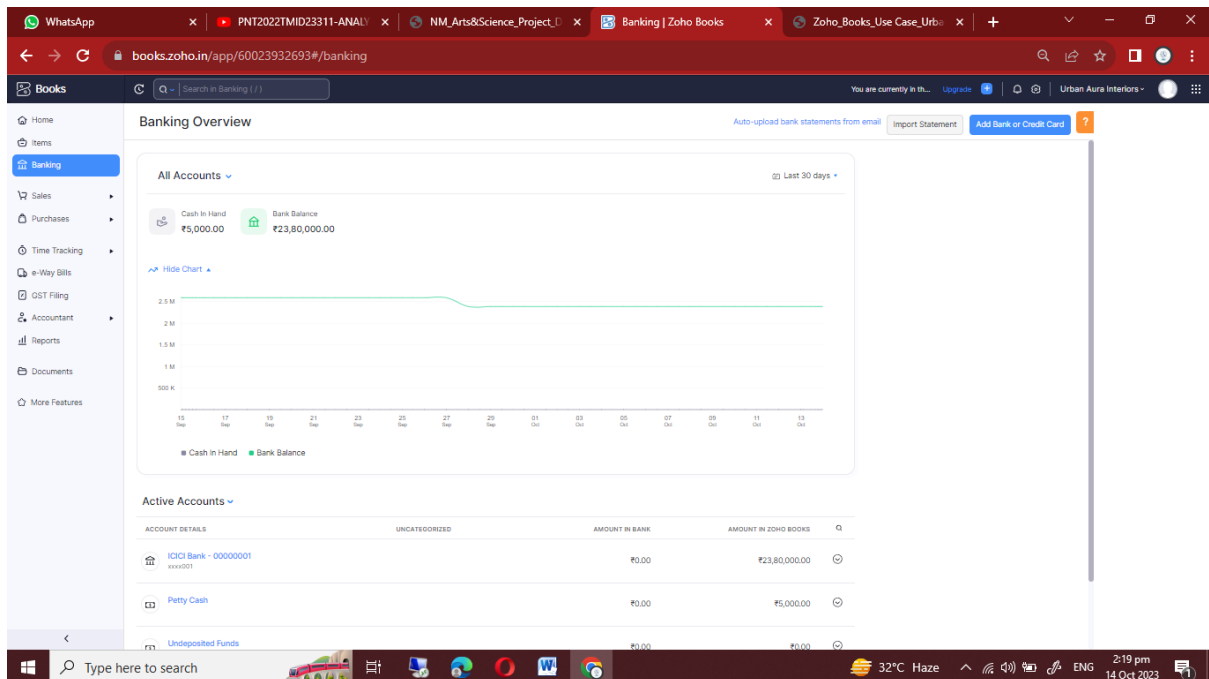 WhatsApp
PNT2022TMID23311-ANALY
NM_Arts&Science_Project_D
Banking | Zoho Books
Zoho_Books_Use Case_Urba
books.zoho.in/app/60023932693#/banking
Books
Search in Banking ( / )
You are currently in th... Upgrade
Urban Aura Interiors
Home
Items
Banking
Sales
Purchases
Time Tracking
e-Way Bills
GST Filing
Accountant
Reports
Documents
More Features
Banking Overview
Auto-upload bank statements from email
Import Statement
Add Bank or Credit Card
?
All Accounts
Last 30 days
Cash In Hand
₹5,000.00
Bank Balance
₹23,80,000.00
Hide Chart
2.5 M
2 M
1.5 M
1 M
500 K
15 17 19 21 23 25 27 29 01 03 05 07 09 11 13
Sep Sep Sep Sep Sep Sep Sep Sep Oct Oct Oct Oct Oct Oct Oct
Cash In Hand Bank Balance
Active Accounts
ACCOUNT DETAILS UNCATEGORIZED AMOUNT IN BANK AMOUNT IN ZOHO BOOKS
ICICI Bank - 00000001 ₹0.00 ₹23,80,000.00
xxxx001
Petty Cash ₹0.00 ₹5,000.00
Undeposited Funds ₹0.00 ₹0.00
Type here to search
32°C Haze
ENG
2:19 pm
14 Oct 2023
1